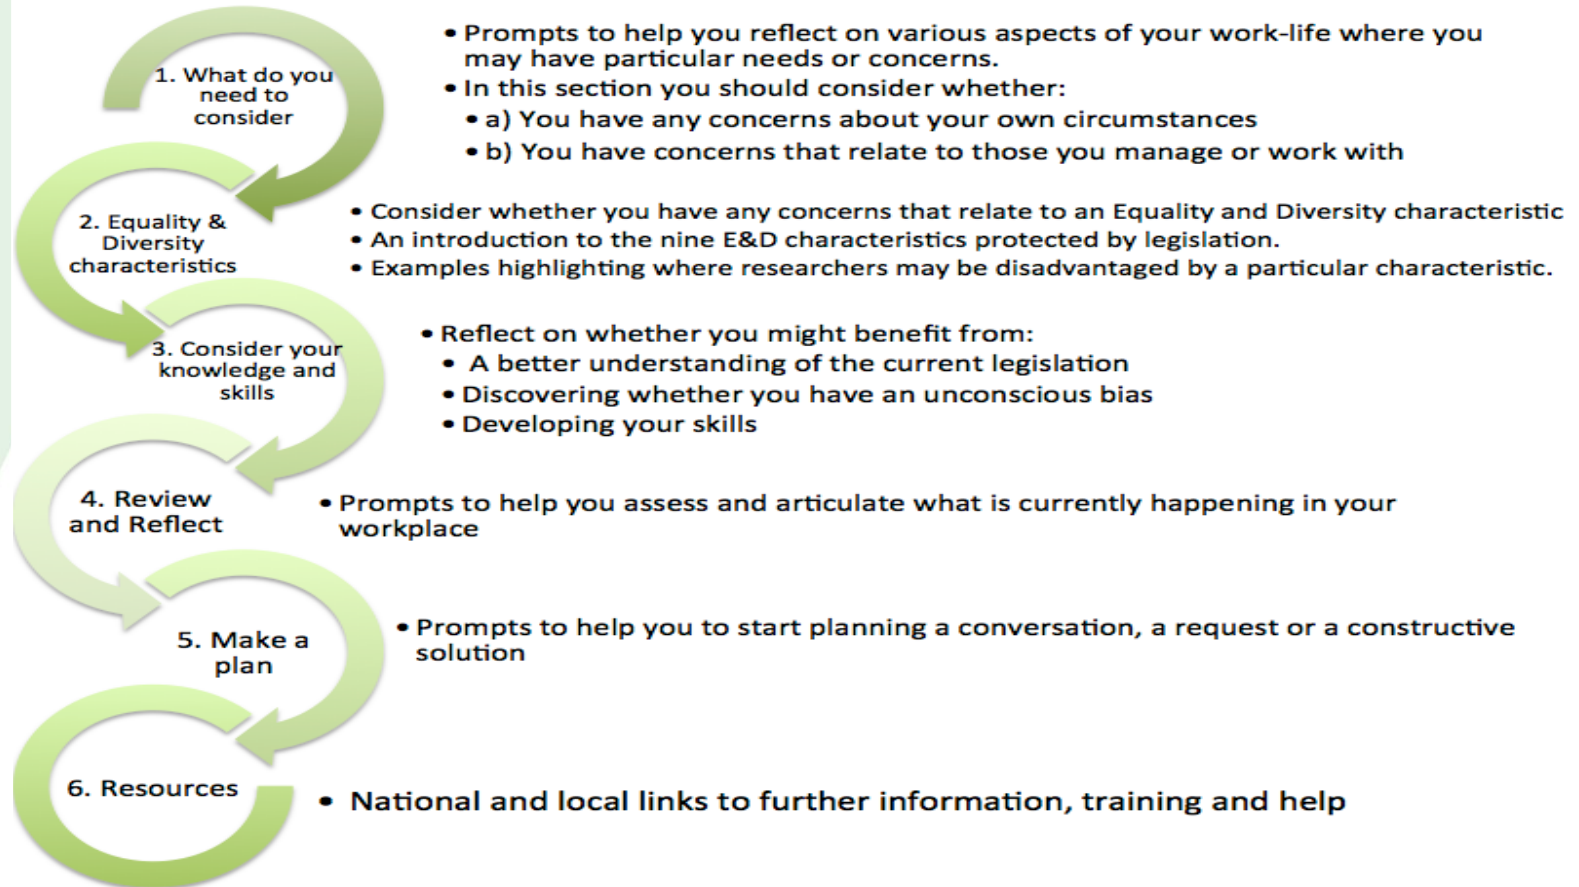 1. What do you
need to
consider
• Prompts to help you reflect on various aspects of your work-life where you
may have particular needs or concerns.
• In this section you should consider whether:
• a) You have any concerns about your own circumstances
• b) You have concerns that relate to those you manage or work with
2. Equality &
Diversity
characteristics
• Consider whether you have any concerns that relate to an Equality and Diversity characteristic
• An introduction to the nine E&D characteristics protected by legislation.
• Examples highlighting where researchers may be disadvantaged by a particular characteristic.
3. Consider your
knowledge and
skills
• Reflect on whether you might benefit from:
• A better understanding of the current legislation
• Discovering whether you have an unconscious bias
• Developing your skills
4. Review
and Reflect
• Prompts to help you assess and articulate what is currently happening in your
workplace
5. Make a
plan
• Prompts to help you to start planning a conversation, a request or a constructive
solution
6. Resources
• National and local links to further information, training and help